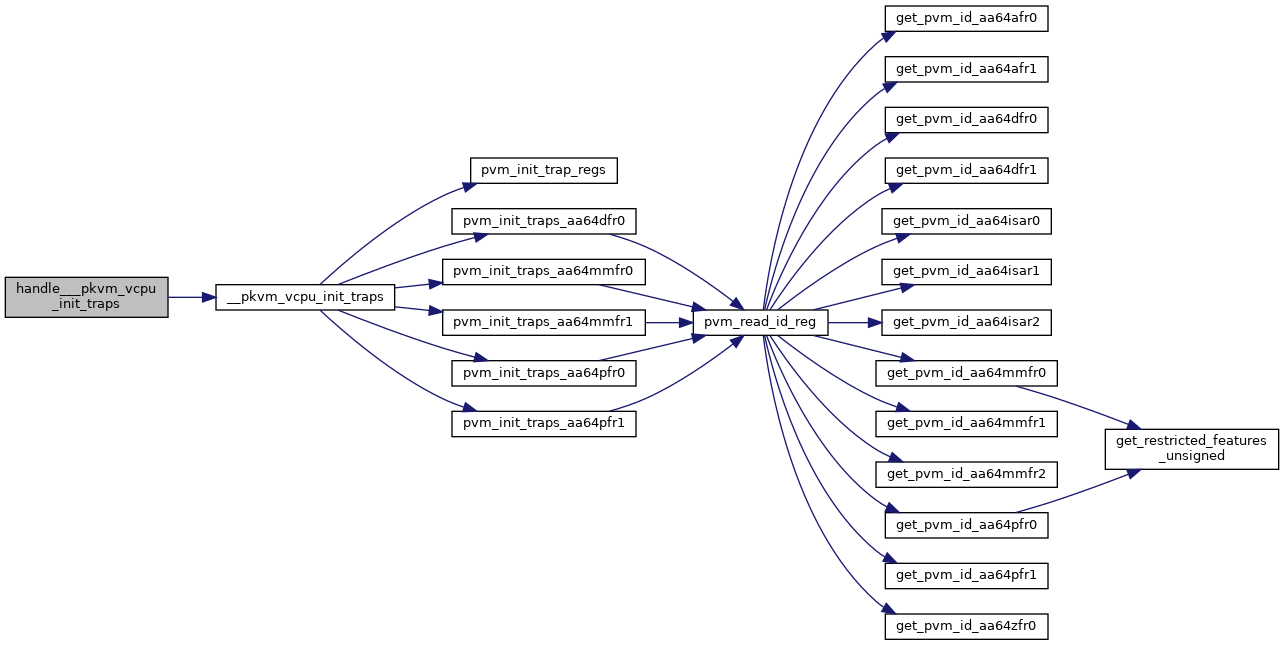 handle___pkvm_vcpu
_init_traps
__pkvm_vcpu_init_traps
pvm_init_trap_regs
pvm_init_traps_aa64dfr0
pvm_init_traps_aa64mmfr0
pvm_init_traps_aa64mmfr1
pvm_init_traps_aa64pfr0
pvm_init_traps_aa64pfr1
pvm_read_id_reg
get_pvm_id_aa64afr0
get_pvm_id_aa64afr1
get_pvm_id_aa64dfr0
get_pvm_id_aa64dfr1
get_pvm_id_aa64isar0
get_pvm_id_aa64isar1
get_pvm_id_aa64isar2
get_pvm_id_aa64mmfr0
get_pvm_id_aa64mmfr1
get_pvm_id_aa64mmfr2
get_pvm_id_aa64pfr0
get_pvm_id_aa64pfr1
get_pvm_id_aa64zfr0
get_restricted_features
_unsigned